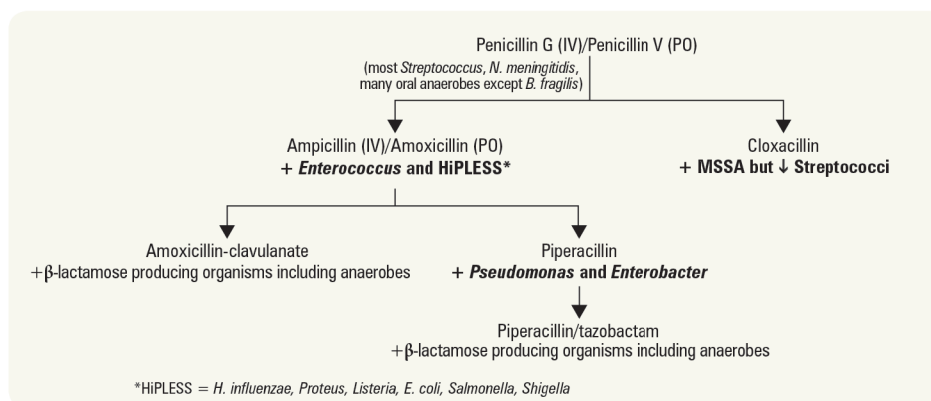 Penicillin G (IV)/Penicillin V (PO)
(most Streptococcus, N. meningitidis,
many oral anaerobes except B. fragilis)
Ampicillin (IV)/Amoxicillin (PO)
+ Enterococcus and HiPLESS*
Cloxacillin
+ MSSA but ↓ Streptococci
Amoxicillin-clavulanate
+β-lactamose producing organisms including anaerobes
Piperacillin
+ Pseudomonas and Enterobacter
Piperacillin/tazobactam
+β-lactamose producing organisms including anaerobes
*HiPLESS = H. influenzae, Proteus, Listeria, E. coli, Salmonella, Shigella